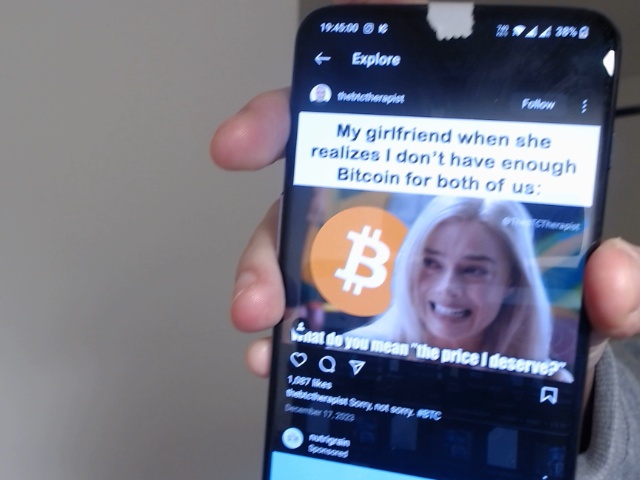 19:45:00
38%
Explore
thebtctherapist
Follow
My girlfriend when she
realizes I don't have enough
Bitcoin for both of us:
@TheBTCTherapist
What do you mean "the price I deserve?"
1,087 likes
thebtctherapist Sorry, not sorry. #BTC
December 17, 2023
nutrigrain
Sponsored